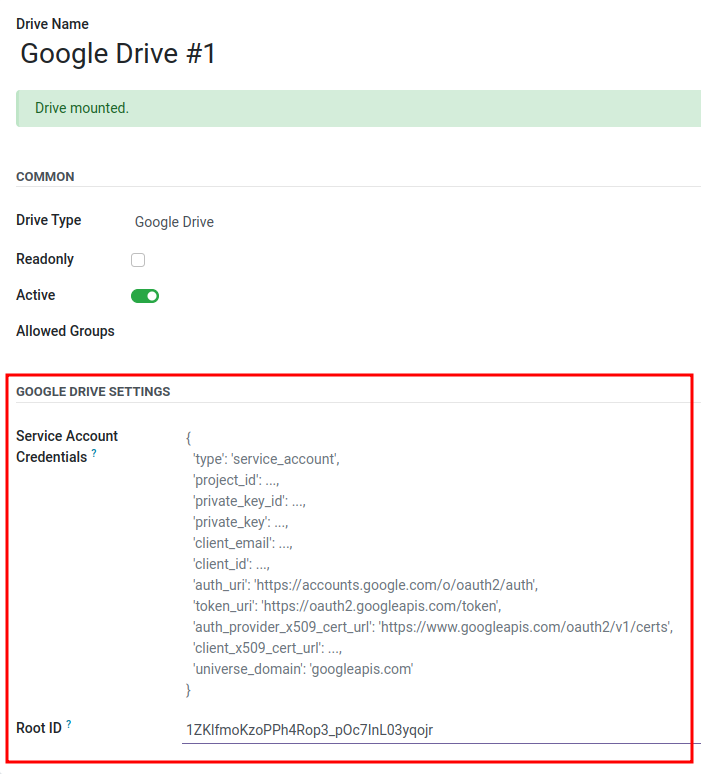 Drive Name
Google Drive #1
Drive mounted.
COMMON
Drive Type Google Drive
Readonly
Active
Allowed Groups
GOOGLE DRIVE SETTINGS
Service Account
Credentials ?
{
'type': 'service_account',
'project_id': ...,
'private_key_id': ...,
'private_key': ...,
'client_email': ...,
'client_id': ...,
'auth_uri': 'https://accounts.google.com/o/oauth2/auth',
'token_uri': 'https://oauth2.googleapis.com/token',
'auth_provider_x509_cert_url': 'https://www.googleapis.com/oauth2/v1/certs',
'client_x509_cert_url': ...,
'universe_domain': 'googleapis.com'
}
Root ID ? 1ZKIfmoKzoPPh4Rop3_pOc7InL03yqojr